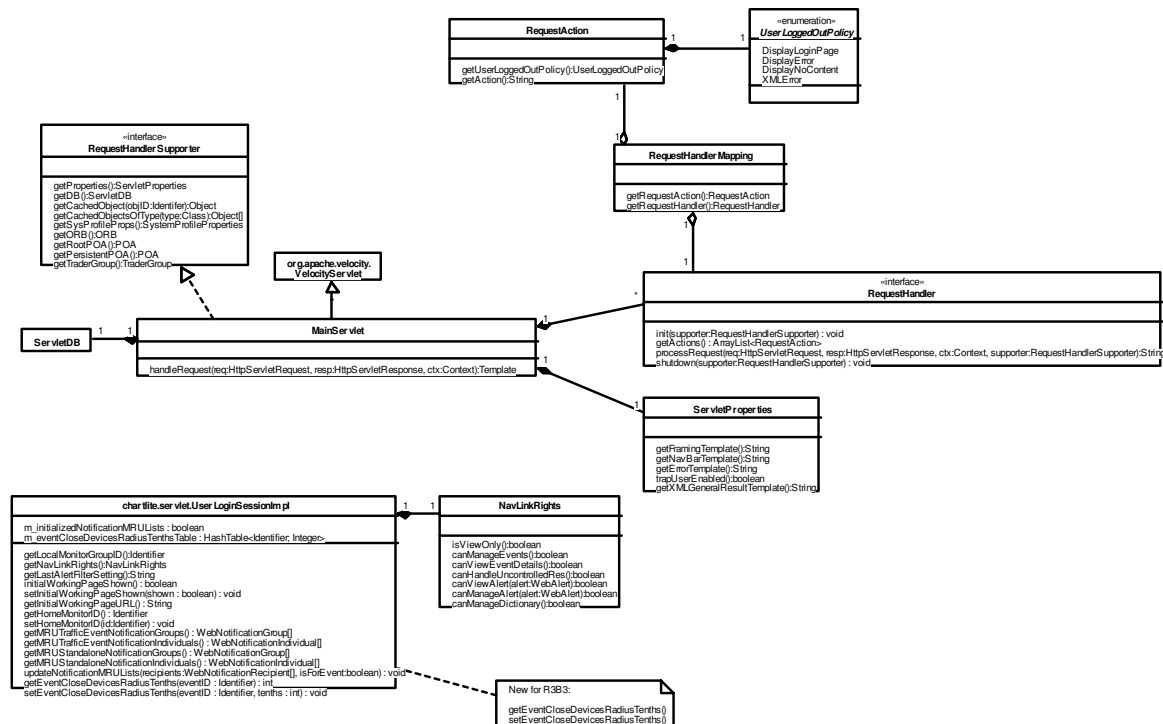 RequestAction
getUserLoggedOutPolicy():UserLoggedOutPolicy
getAction():String
1
1
«enumeration»
UserLoggedOutPolicy
DisplayLoginPage
DisplayError
DisplayNoContent
XMLError
1
1
«interface»
RequestHandlerSupporter
getProperties():ServletProperties
getDB():ServletDB
getCachedObject(objID:Identifer):Object
getCachedObjectsOfType(type:Class):Object[]
getSysProfileProps():SystemProfileProperties
getORB():ORB
getRootPOA():POA
getPersistentPOA():POA
getTraderGroup():TraderGroup
RequestHandlerMapping
getRequestAction():RequestAction
getRequestHandler():RequestHandler
1
1
org.apache.velocity.
VelocityServlet
«interface»
RequestHandler
init(supporter:RequestHandlerSupporter) : void
getActions() : ArrayList<RequestAction>
processRequest(req:HttpServletRequest, resp:HttpServletResponse, ctx:Context, supporter:RequestHandlerSupporter):String
shutdown(supporter:RequestHandlerSupporter) : void
*
1
ServletDB
1
1
MainServlet
handleRequest(req:HttpServletRequest, resp:HttpServletResponse, ctx:Context):Template
1
1
ServletProperties
getFramingTemplate():String
getNavBarTemplate():String
getErrorTemplate():String
trapUserEnabled():boolean
getXMLGeneralResultTemplate():String
chartlite.servlet.UserLoginSessionImpl
m_initializedNotificationMRULists : boolean
m_eventCloseDevicesRadiusTenthsTable : HashTable<Identifier, Integer>
getLocalMonitorGroupID():Identifier
getNavLinkRights():NavLinkRights
getLastAlertFilterSetting():String
initialWorkingPageShown() : boolean
setInitialWorkingPageShown(shown : boolean) : void
getInitialWorkingPageURL() : String
getHomeMonitorID() : Identifier
setHomeMonitorID(id:Identifier) : void
getMRUTrafficEventNotificationGroups() : WebNotificationGroup[]
getMRUTrafficEventNotificationIndividuals() : WebNotificationIndividual[]
getMRUStandaloneNotificationGroups() : WebNotificationGroup[]
getMRUStandaloneNotificationIndividuals() : WebNotificationIndividual[]
updateNotificationMRULists(recipients:WebNotificationRecipient[], isForEvent:boolean) : void
getEventCloseDevicesRadiusTenths(eventID : Identifier) : int
setEventCloseDevicesRadiusTenths(eventID : Identifier, tenths : int) : void
1
1
NavLinkRights
isViewOnly():boolean
canManageEvents():boolean
canViewEventDetails():boolean
canHandleUncontrolledRes():boolean
canViewAlert(alert:WebAlert):boolean
canManageAlert(alert:WebAlert):boolean
canManageDictionary():boolean
New for R3B3:
getEventCloseDevicesRadiusTenths()
setEventCloseDevicesRadiusTenths()